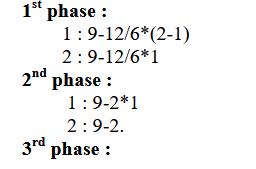 1st phase :
1 : 9-12/6*(2-1)
2 : 9-12/6*1
2nd phase :
1 : 9-2*1
2 : 9-2.
3rd phase :